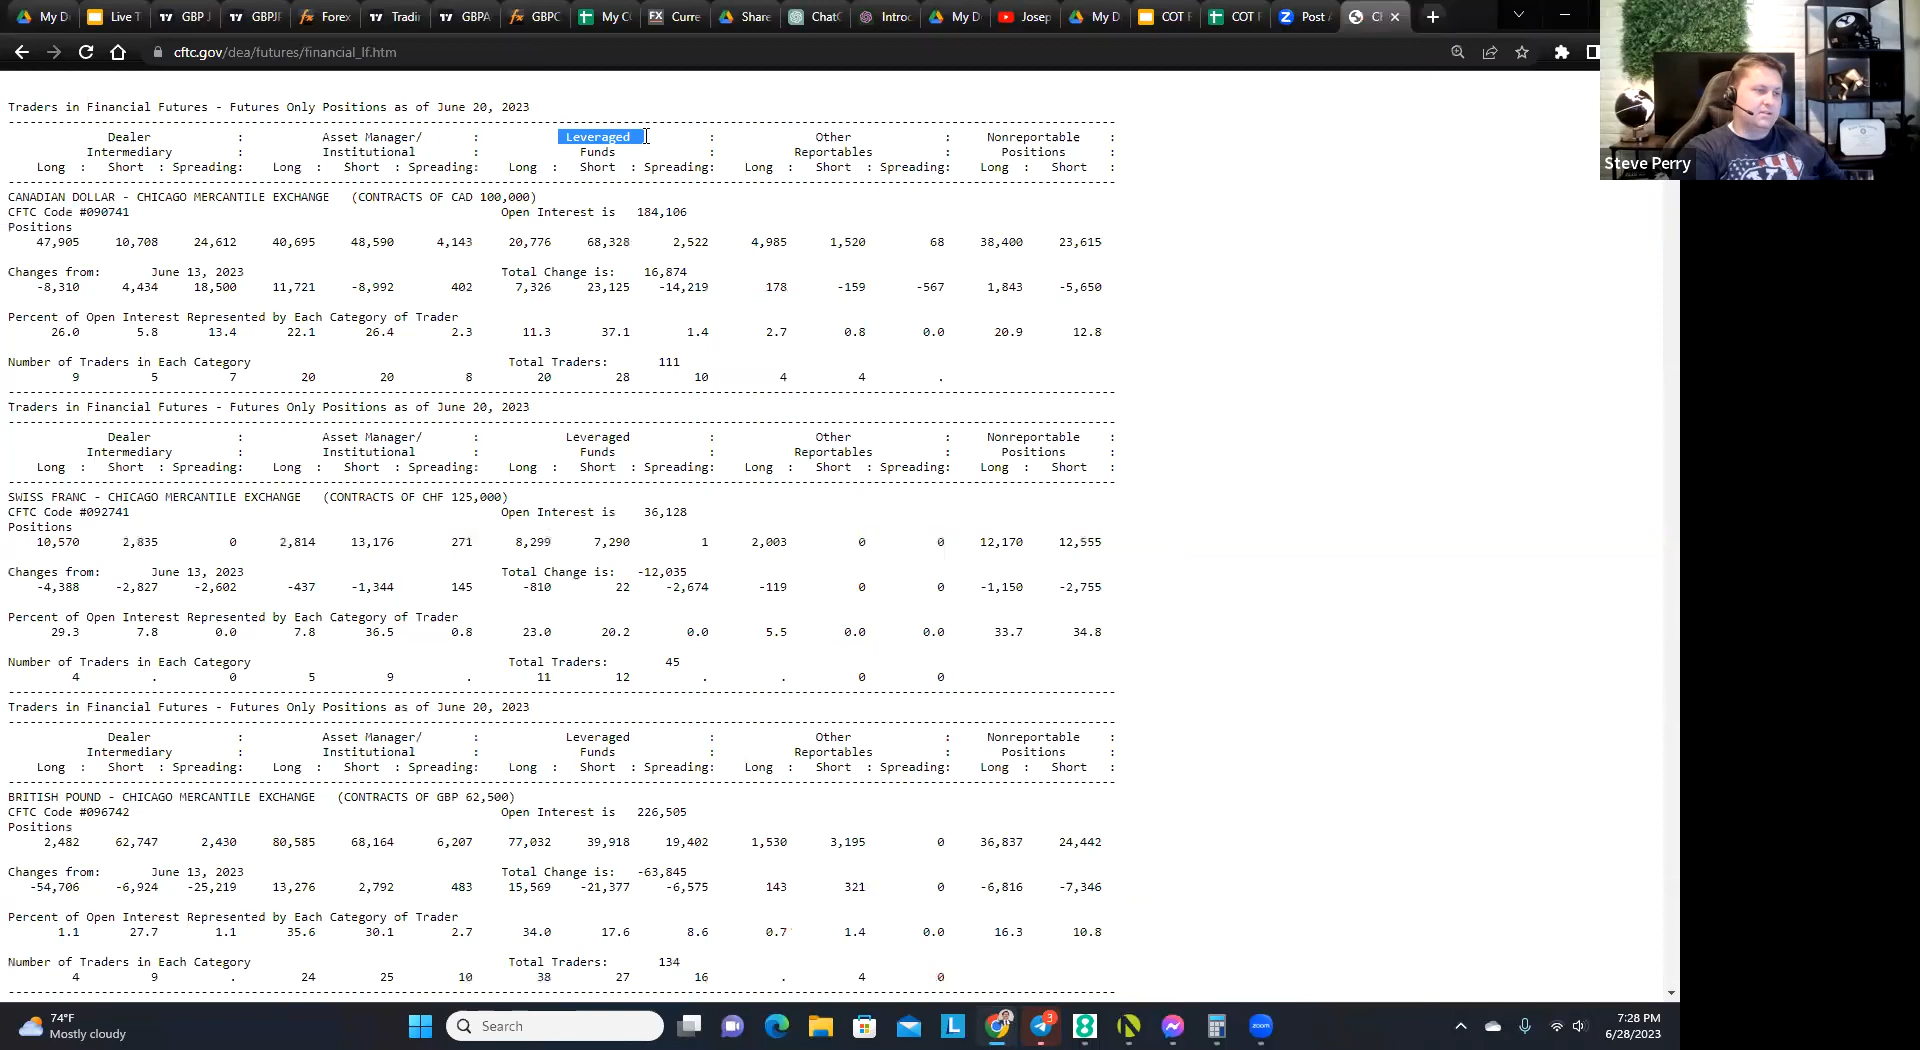 My D
Live T
GBP J
GBPJF
Forex
Tradin
GBPA
GBPC
My C
Curre
Share
ChatG
Introc
My D
Josep
My D
COT F
COT F
Post A
cftc.gov/dea/futures/financial_lf.htm
Steve Perry
Traders in Financial Futures - Futures Only Positions as of June 20, 2023
Dealer : Asset Manager/ : Leveraged : Other : Nonreportable :
Intermediary : Institutional : Funds : Reportables : Positions :
Long : Short : Spreading: Long : Short : Spreading: Long : Short : Spreading: Long : Short : Spreading: Long : Short :
CANADIAN DOLLAR - CHICAGO MERCANTILE EXCHANGE (CONTRACTS OF CAD 100,000)
CFTC Code #090741 Open Interest is 184,106
Positions
47,905 10,708 24,612 40,695 48,590 4,143 20,776 68,328 2,522 4,985 1,520 68 38,400 23,615
Changes from: June 13, 2023 Total Change is: 16,874
-8,310 4,434 18,500 11,721 -8,992 402 7,326 23,125 -14,219 178 -159 -567 1,843 -5,650
Percent of Open Interest Represented by Each Category of Trader
26.0 5.8 13.4 22.1 26.4 2.3 11.3 37.1 1.4 2.7 0.8 0.0 20.9 12.8
Number of Traders in Each Category Total Traders: 111
9 5 7 20 20 8 20 28 10 4 4 .
Traders in Financial Futures - Futures Only Positions as of June 20, 2023
Dealer : Asset Manager/ : Leveraged : Other : Nonreportable :
Intermediary : Institutional : Funds : Reportables : Positions :
Long : Short : Spreading: Long : Short : Spreading: Long : Short : Spreading: Long : Short : Spreading: Long : Short :
SWISS FRANC - CHICAGO MERCANTILE EXCHANGE (CONTRACTS OF CHF 125,000)
CFTC Code #092741 Open Interest is 36,128
Positions
10,570 2,835 0 2,814 13,176 271 8,299 7,290 1 2,003 0 0 12,170 12,555
Changes from: June 13, 2023 Total Change is: -12,035
-4,388 -2,827 -2,602 -437 -1,344 145 -810 22 -2,674 -119 0 0 -1,150 -2,755
Percent of Open Interest Represented by Each Category of Trader
29.3 7.8 0.0 7.8 36.5 0.8 23.0 20.2 0.0 5.5 0.0 0.0 33.7 34.8
Number of Traders in Each Category Total Traders: 45
4 . 0 5 9 . 11 12 . . 0 0
Traders in Financial Futures - Futures Only Positions as of June 20, 2023
Dealer : Asset Manager/ : Leveraged : Other : Nonreportable :
Intermediary : Institutional : Funds : Reportables : Positions :
Long : Short : Spreading: Long : Short : Spreading: Long : Short : Spreading: Long : Short : Spreading: Long : Short :
BRITISH POUND - CHICAGO MERCANTILE EXCHANGE (CONTRACTS OF GBP 62,500)
CFTC Code #096742 Open Interest is 226,505
Positions
2,482 62,747 2,430 80,585 68,164 6,207 77,032 39,918 19,402 1,530 3,195 0 36,837 24,442
Changes from: June 13, 2023 Total Change is: -63,845
-54,706 -6,924 -25,219 13,276 2,792 483 15,569 -21,377 -6,575 143 321 0 -6,816 -7,346
Percent of Open Interest Represented by Each Category of Trader
1.1 27.7 1.1 35.6 30.1 2.7 34.0 17.6 8.6 0.7 1.4 0.0 16.3 10.8
Number of Traders in Each Category Total Traders: 134
4 9 . 24 25 10 38 27 16 . 4 0
74°F
Mostly cloudy
Search
3
zoom
7:28 PM
6/28/2023